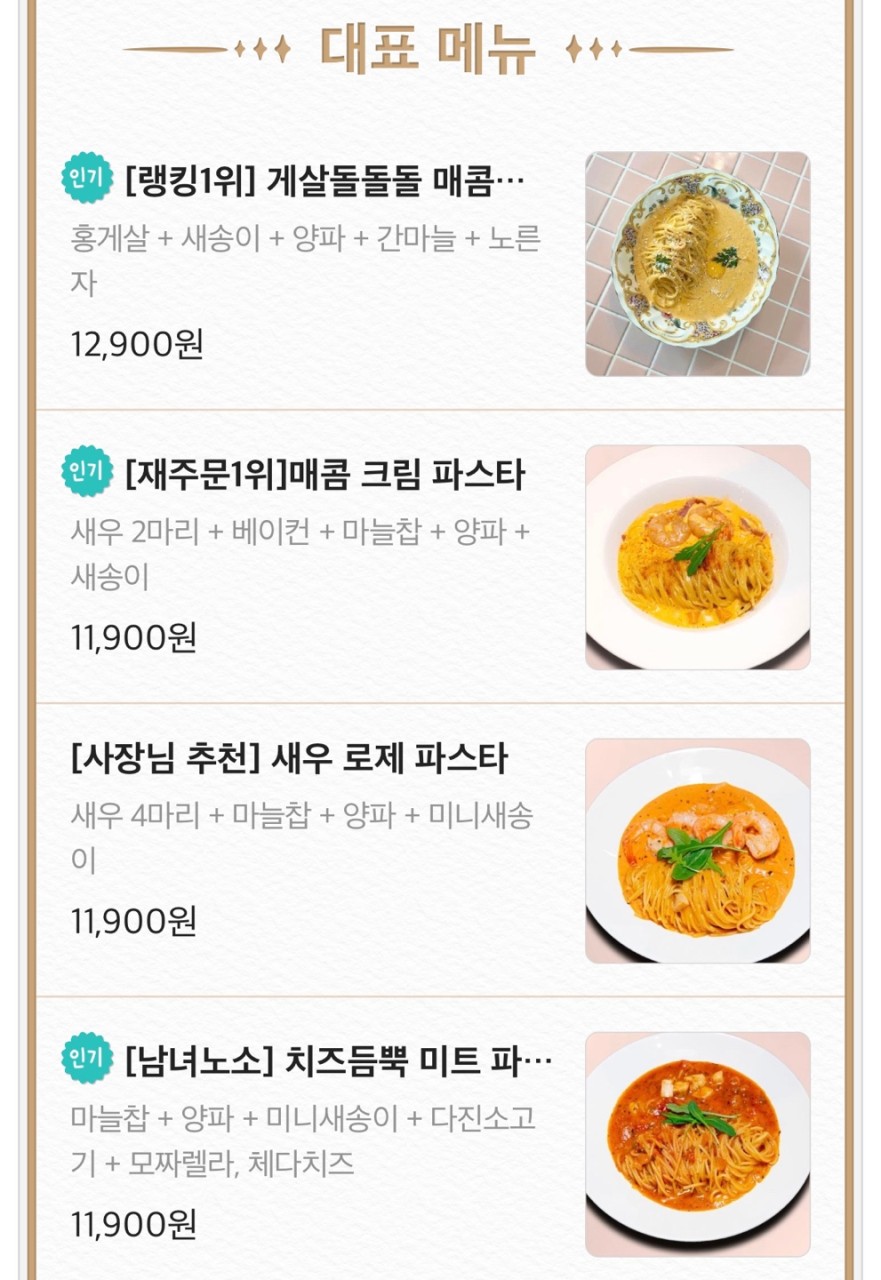 대표 메뉴
인기 [랭킹1위] 게살돌돌돌 매콤…
홍게살 + 새송이 + 양파 + 간마늘 + 노른
자
12,900원
인기 [재주문1위]매콤 크림 파스타
새우 2마리 + 베이컨 + 마늘찹 + 양파 +
새송이
11,900원
[사장님 추천] 새우 로제 파스타
새우 4마리 + 마늘찹 + 양파 + 미니새송
이
11,900원
인기 [남녀노소] 치즈듬뿍 미트 파…
마늘찹 + 양파 + 미니새송이 + 다진소고
기 + 모짜렐라, 체다치즈
11,900원